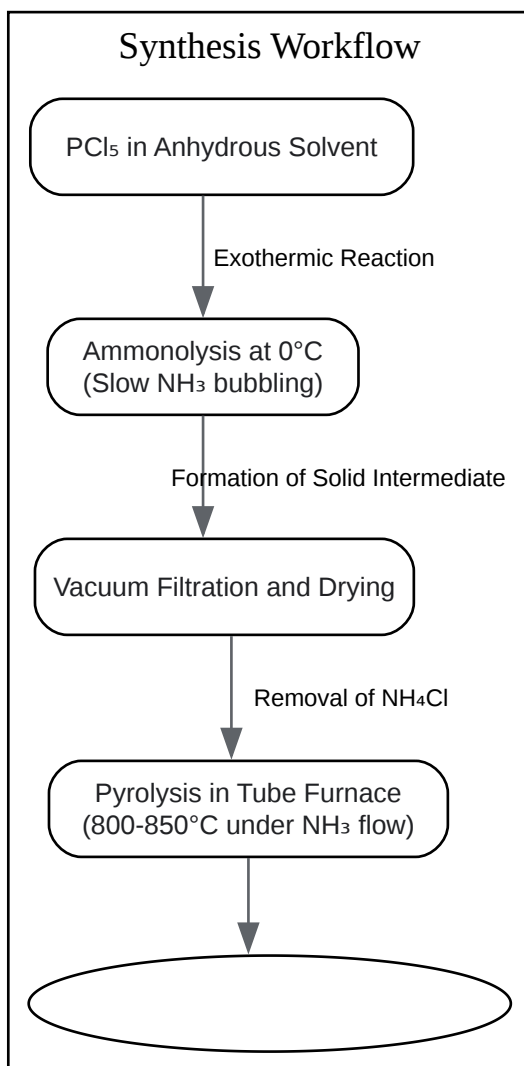 Synthesis Workflow
PCl₅ in Anhydrous Solvent
Exothermic Reaction
Ammonolysis at 0°C
(Slow NH₃ bubbling)
Formation of Solid Intermediate
Vacuum Filtration and Drying
Removal of NH₄Cl
Pyrolysis in Tube Furnace
(800-850°C under NH₃ flow)